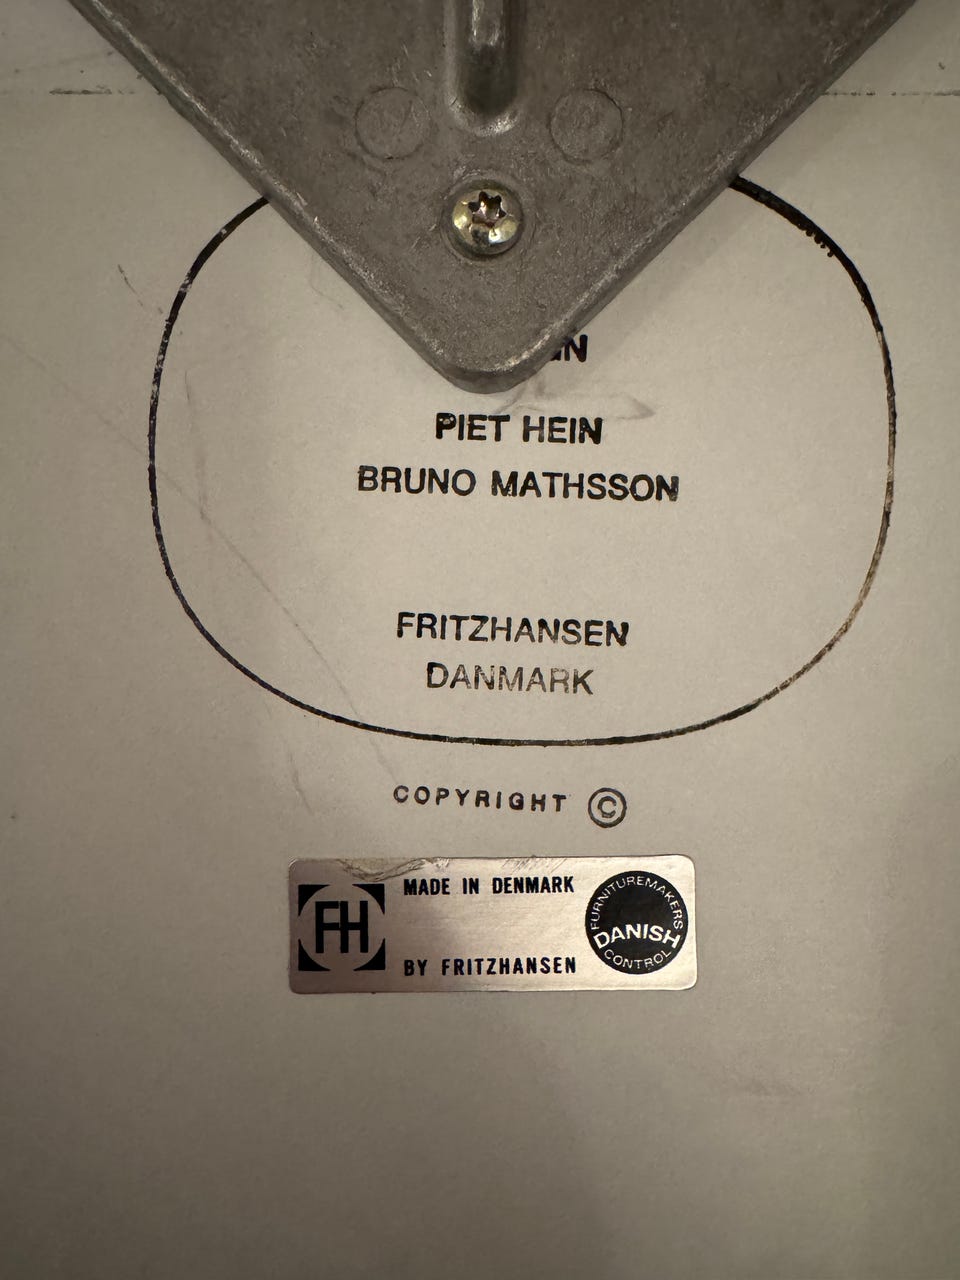 PIET HEIN
BRUNO MATHSSON
FRITZHANSEN
DANMARK
COPYRIGHT ©
FH
MADE IN DENMARK
BY FRITZHANSEN
FURNITUREMAKERS
DANISH
CONTROL